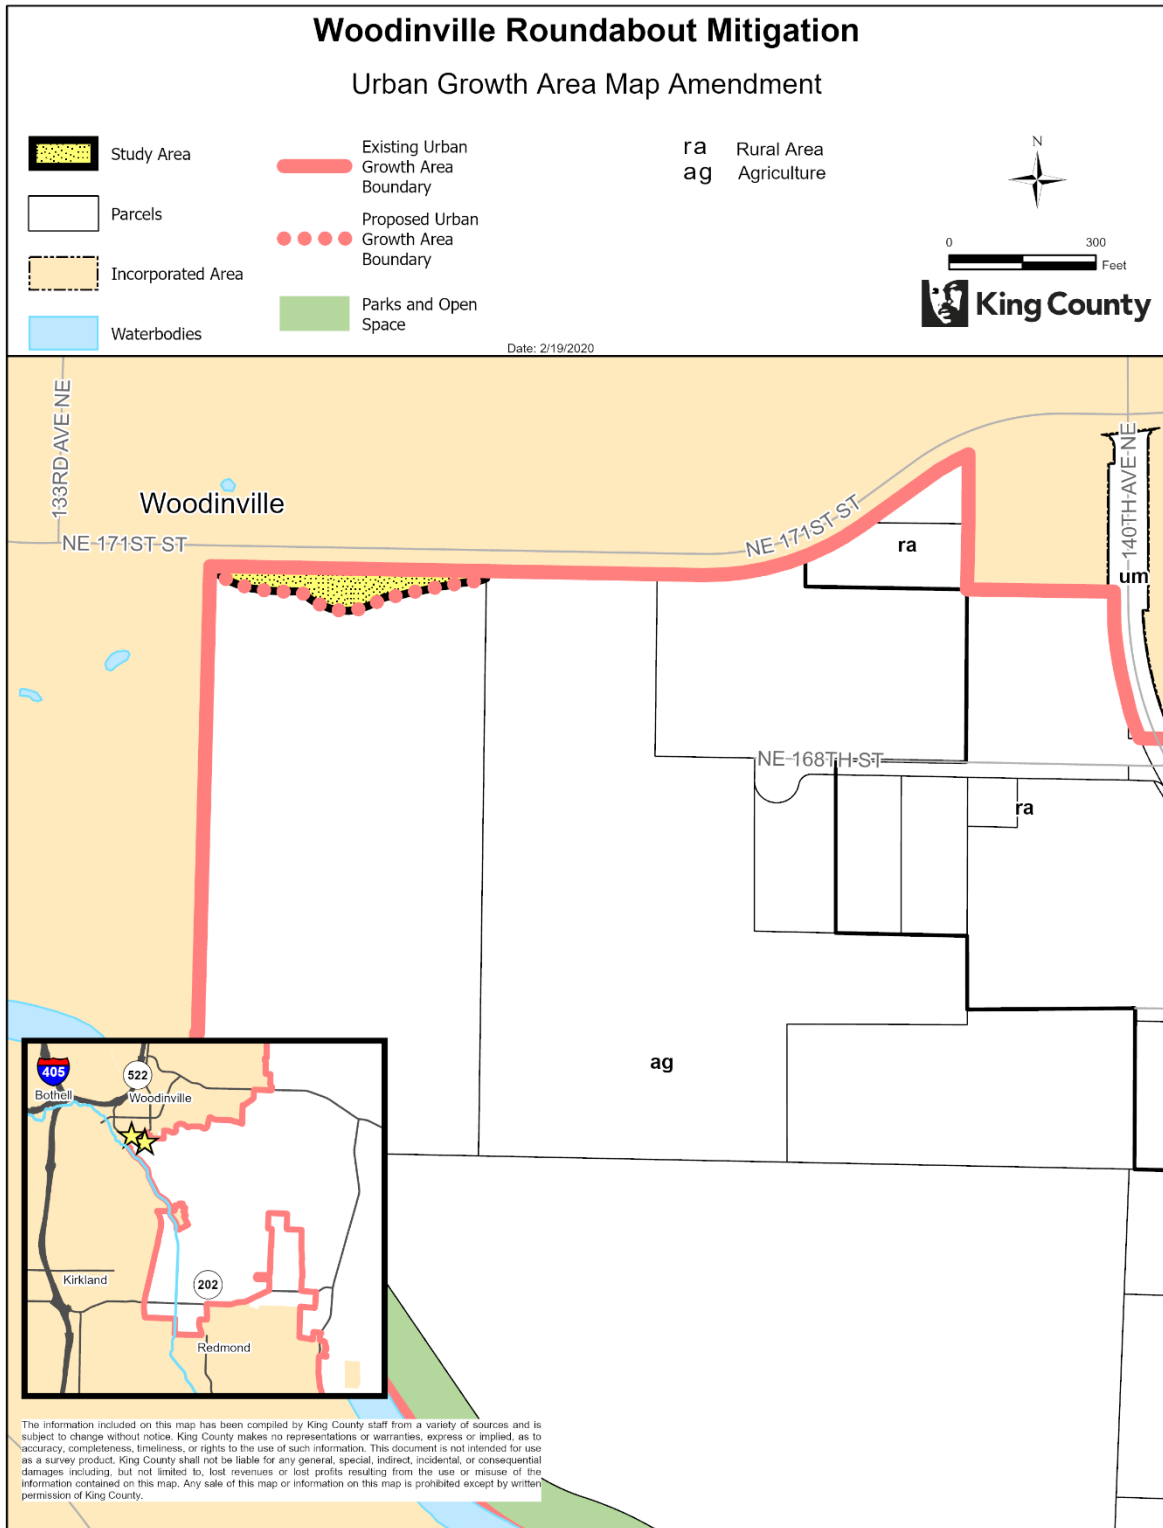 Woodinville Roundabout Mitigation
Urban Growth Area Map Amendment
Study Area
Parcels
Incorporated Area
Waterbodies
Existing Urban
Growth Area
Boundary
Proposed Urban
Growth Area
Boundary
Parks and Open
Space
ra Rural Area
ag Agriculture
N
0 300
Feet
King County
Date: 2/19/2020
133RD AVE NE
Woodinville
NE 171ST ST
NE 171ST ST
140TH AVE NE
ra
um
NE 168TH ST
ra
ag
405
522
Bothell
Woodinville
Kirkland
202
Redmond
The information included on this map has been compiled by King County staff from a variety of sources and is
subject to change without notice. King County makes no representations or warranties, express or implied, as to
accuracy, completeness, timeliness, or rights to the use of such information. This document is not intended for use
as a survey product. King County shall not be liable for any general, special, indirect, incidental, or consequential
damages including, but not limited to, lost revenues or lost profits resulting from the use or misuse of the
information contained on this map. Any sale of this map or information on this map is prohibited except by written
permission of King County.